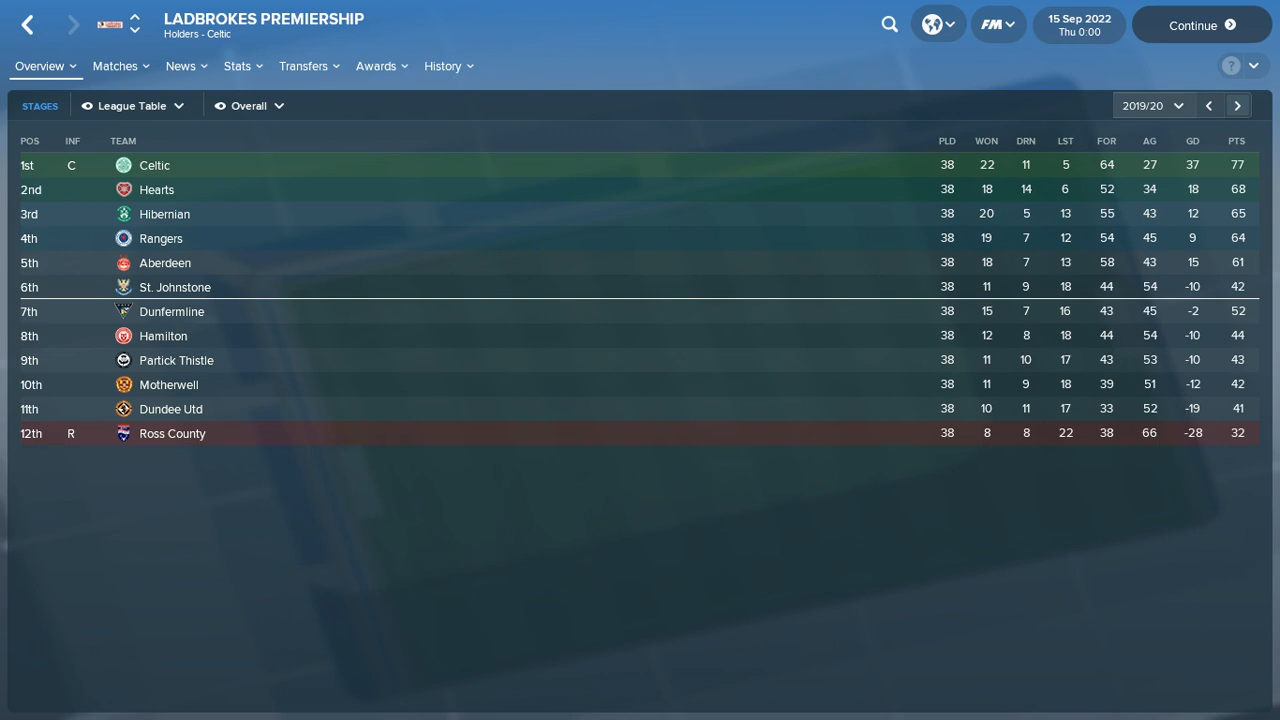 LADBROKES PREMIERSHIP
Holders - Celtic
FM
15 Sep 2022
Thu 0:00
Continue
Overview Matches News Stats Transfers Awards History ?
STAGES League Table Overall 2019/20
POS INF TEAM PLD WON DRN LST FOR AG GD PTS
1st C Celtic 38 22 11 5 64 27 37 77
2nd Hearts 38 18 14 6 52 34 18 68
3rd Hibernian 38 20 5 13 55 43 12 65
4th Rangers 38 19 7 12 54 45 9 64
5th Aberdeen 38 18 7 13 58 43 15 61
6th St. Johnstone 38 11 9 18 44 54 -10 42
7th Dunfermline 38 15 7 16 43 45 -2 52
8th Hamilton 38 12 8 18 44 54 -10 44
9th Partick Thistle 38 11 10 17 43 53 -10 43
10th Motherwell 38 11 9 18 39 51 -12 42
11th Dundee Utd 38 10 11 17 33 52 -19 41
12th R Ross County 38 8 8 22 38 66 -28 32